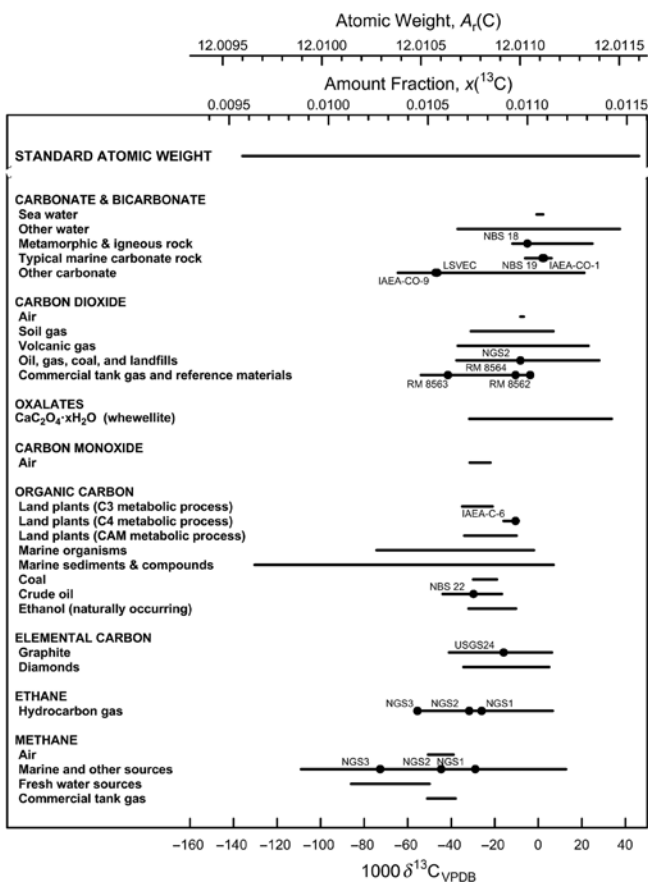 Atomic Weight, Aᵣ(C)
12.0095 12.0100 12.0105 12.0110 12.0115
Amount Fraction, x(¹³C)
0.0095 0.0100 0.0105 0.0110 0.0115
STANDARD ATOMIC WEIGHT
CARBONATE & BICARBONATE
Sea water
Other water
NBS 18
Metamorphic & igneous rock
Typical marine carbonate rock
NBS 19 IAEA-CO-1
LSVEC
Other carbonate
IAEA-CO-9
CARBON DIOXIDE
Air
Soil gas
Volcanic gas
Oil, gas, coal, and landfills NGS2
RM 8564
Commercial tank gas and reference materials
RM 8563 RM 8562
OXALATES
CaC₂O₄·xH₂O (whewellite)
CARBON MONOXIDE
Air
ORGANIC CARBON
Land plants (C3 metabolic process)
IAEA-C-6
Land plants (C4 metabolic process)
Land plants (CAM metabolic process)
Marine organisms
Marine sediments & compounds
Coal
NBS 22
Crude oil
Ethanol (naturally occurring)
ELEMENTAL CARBON
USGS24
Graphite
Diamonds
ETHANE
NGS3 NGS2 NGS1
Hydrocarbon gas
METHANE
Air
NGS3 NGS2 NGS1
Marine and other sources
Fresh water sources
Commercial tank gas
−160 −140 −120 −100 −80 −60 −40 −20 0 20 40
1000 δ¹³C_VPDB